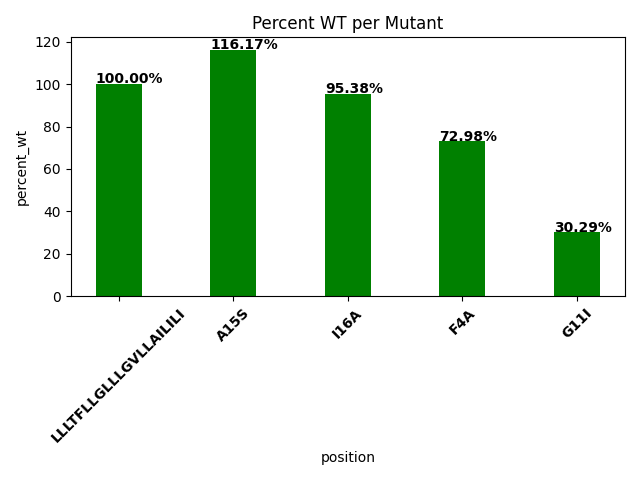 Percent WT per Mutant
percent_wt
120
100
80
60
40
20
0
100.00%
116.17%
95.38%
72.98%
30.29%
LLLTFLLGLLLGVLLAILILI
A15S
I16A
F4A
G11I
position